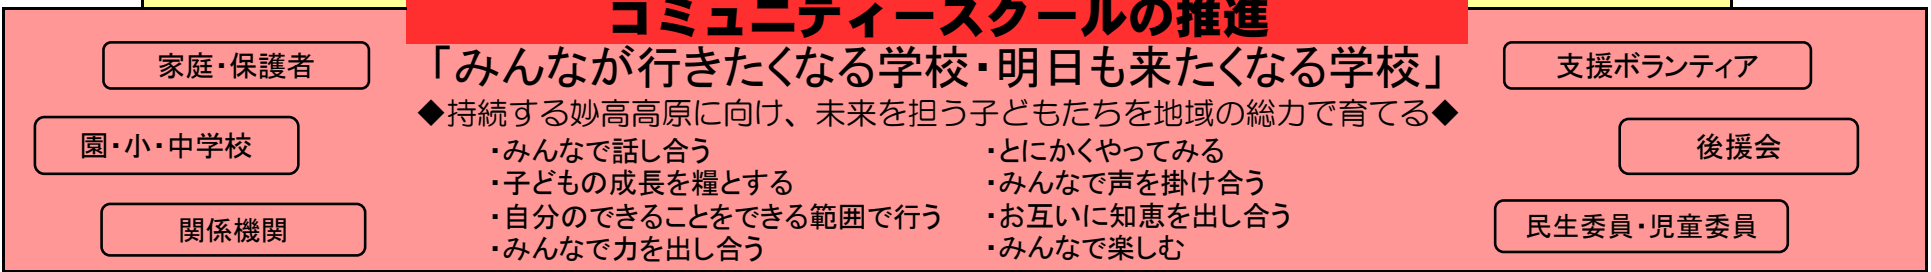 コミュニティースクールの推進
「みんなが行きたくなる学校・明日も来たくなる学校」
◆持続する妙高高原に向け、未来を担う子どもたちを地域の総力で育てる◆
家庭・保護者
園・小・中学校
関係機関
・みんなで話し合う
・子どもの成長を糧とする
・自分のできることをできる範囲で行う
・みんなで力を出し合う
・とにかくやってみる
・みんなで声を掛け合う
・お互いに知恵を出し合う
・みんなで楽しむ
支援ボランティア
後援会
民生委員・児童委員